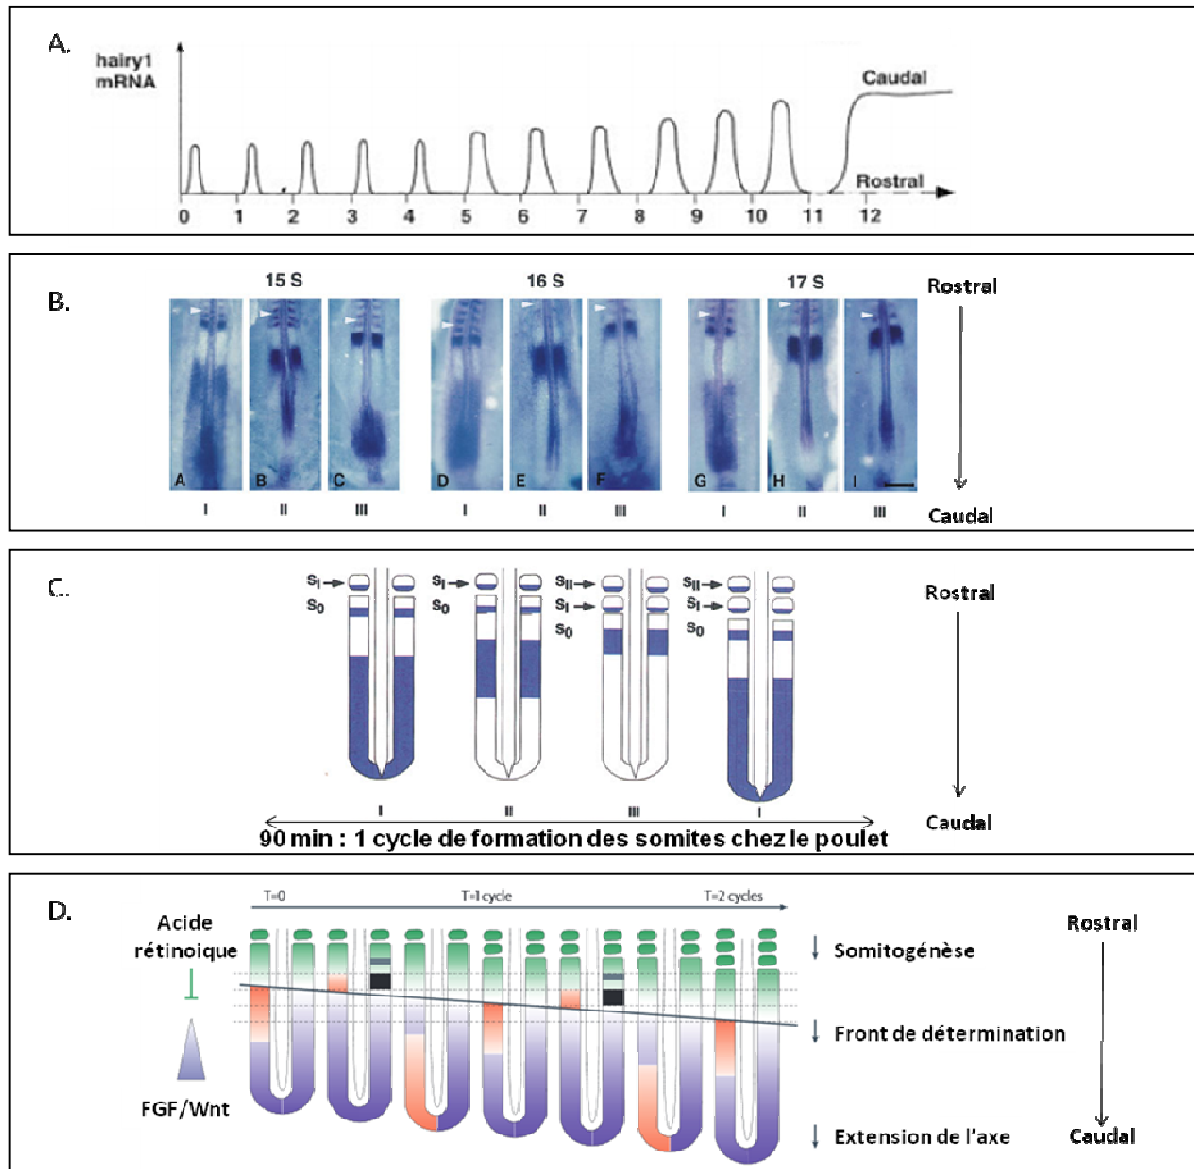 A.
hairy1
mRNA
Caudal
Rostral
0 1 2 3 4 5 6 7 8 9 10 11 12
B.
15 S 16 S 17 S
Rostral
A B C D E F G H I
I II III I II III I II III
Caudal
C.
SI SI SII SII
S0 S0 SI SI
S0 S0
Rostral
I II III I
Caudal
90 min : 1 cycle de formation des somites chez le poulet
D.
T=0 T=1 cycle T=2 cycles
Acide
rétinoique
Rostral
Somitogénèse
Front de détermination
FGF/Wnt
Extension de l'axe
Caudal